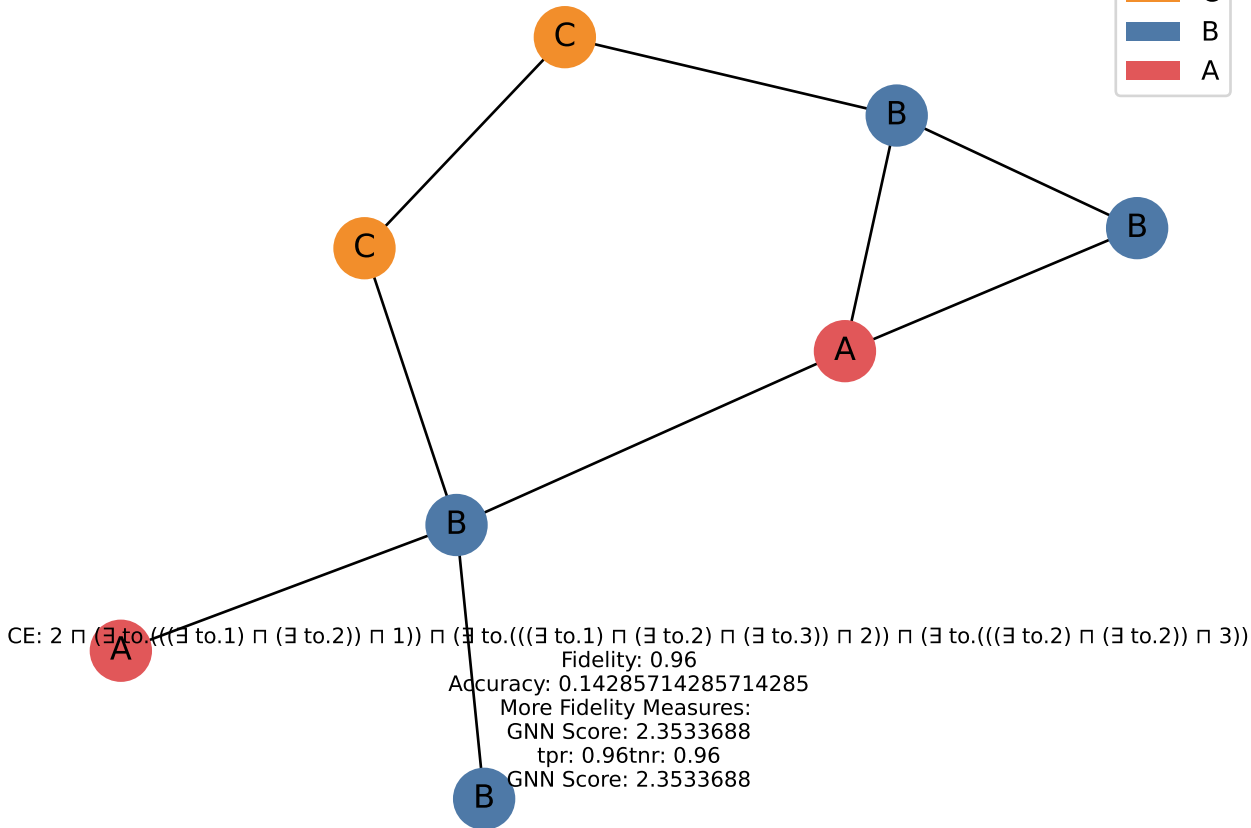 C
B
A
C
B
B
C
A
B
A
B
CE: 2 ⊓ (∃ to.(((∃ to.1) ⊓ (∃ to.2)) ⊓ 1)) ⊓ (∃ to.(((∃ to.1) ⊓ (∃ to.2) ⊓ (∃ to.3)) ⊓ 2)) ⊓ (∃ to.(((∃ to.2) ⊓ (∃ to.2)) ⊓ 3))
Fidelity: 0.96
Accuracy: 0.14285714285714285
More Fidelity Measures:
GNN Score: 2.3533688
tpr: 0.96tnr: 0.96
GNN Score: 2.3533688